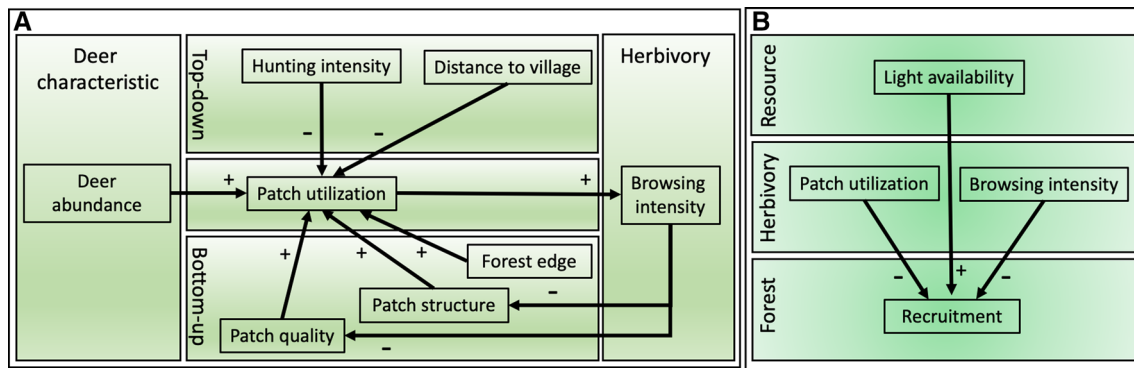 A
Deer
characteristic
Top-down
Hunting intensity
Distance to village
Herbivory
–
–
Deer
abundance
+
Patch utilization
+
Browsing
intensity
Bottom-up
+
+
+
Forest edge
Patch structure
–
Patch quality
–
B
Resource
Light availability
Herbivory
Patch utilization
Browsing intensity
Forest
–
+
–
Recruitment